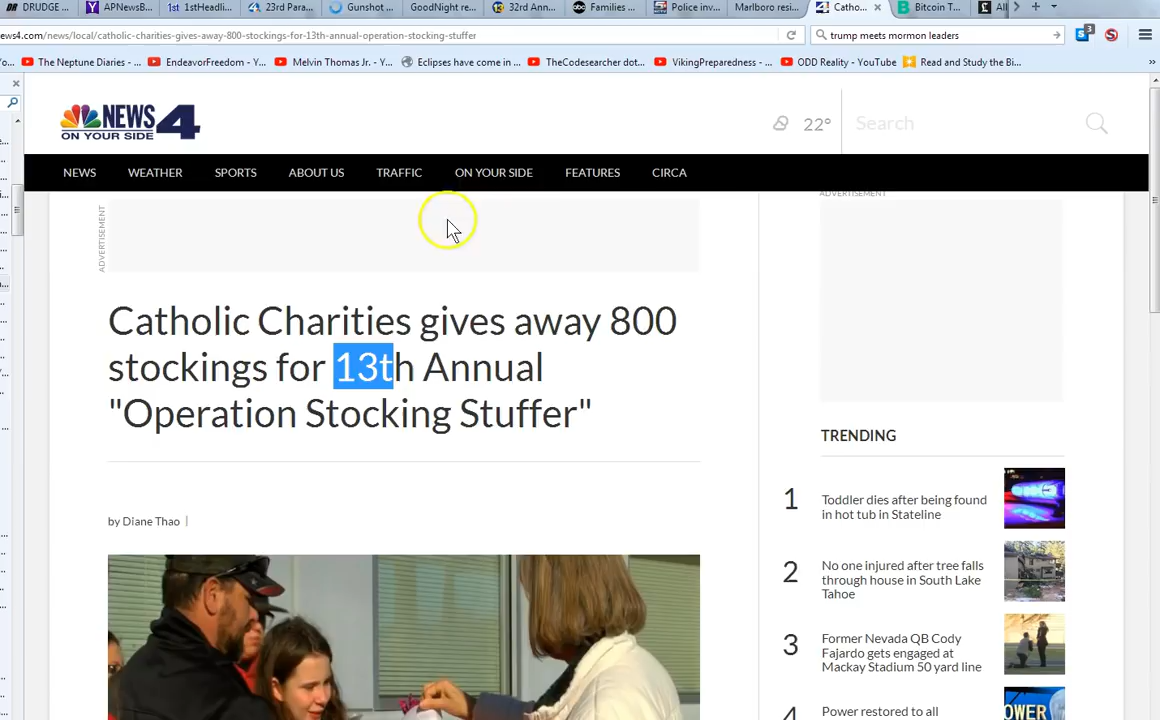 DRUDGE ... APNewsB... 1stHeadli... 23rd Para... Gunshot ... GoodNight re... 32rd Ann... Families ... Police inv... Marlboro resi... Catho... Bitcoin T... All
ws4.com/news/local/catholic-charities-gives-away-800-stockings-for-13th-annual-operation-stocking-stuffer trump meets mormon leaders 3
o... The Neptune Diaries - ... EndeavorFreedom - Y... Melvin Thomas Jr. - Y... Eclipses have come in ... TheCodesearcher dot... VikingPreparedness - ... ODD Reality - YouTube Read and Study the Bi... »
NEWS 4
ON YOUR SIDE
22° Search
NEWS WEATHER SPORTS ABOUT US TRAFFIC ON YOUR SIDE FEATURES CIRCA
ADVERTISEMENT
ADVERTISEMENT
Catholic Charities gives away 800
stockings for 13th Annual
"Operation Stocking Stuffer"
by Diane Thao |
TRENDING
1 Toddler dies after being found
in hot tub in Stateline
2 No one injured after tree falls
through house in South Lake
Tahoe
3 Former Nevada QB Cody
Fajardo gets engaged at
Mackay Stadium 50 yard line
4 Power restored to all
OWER